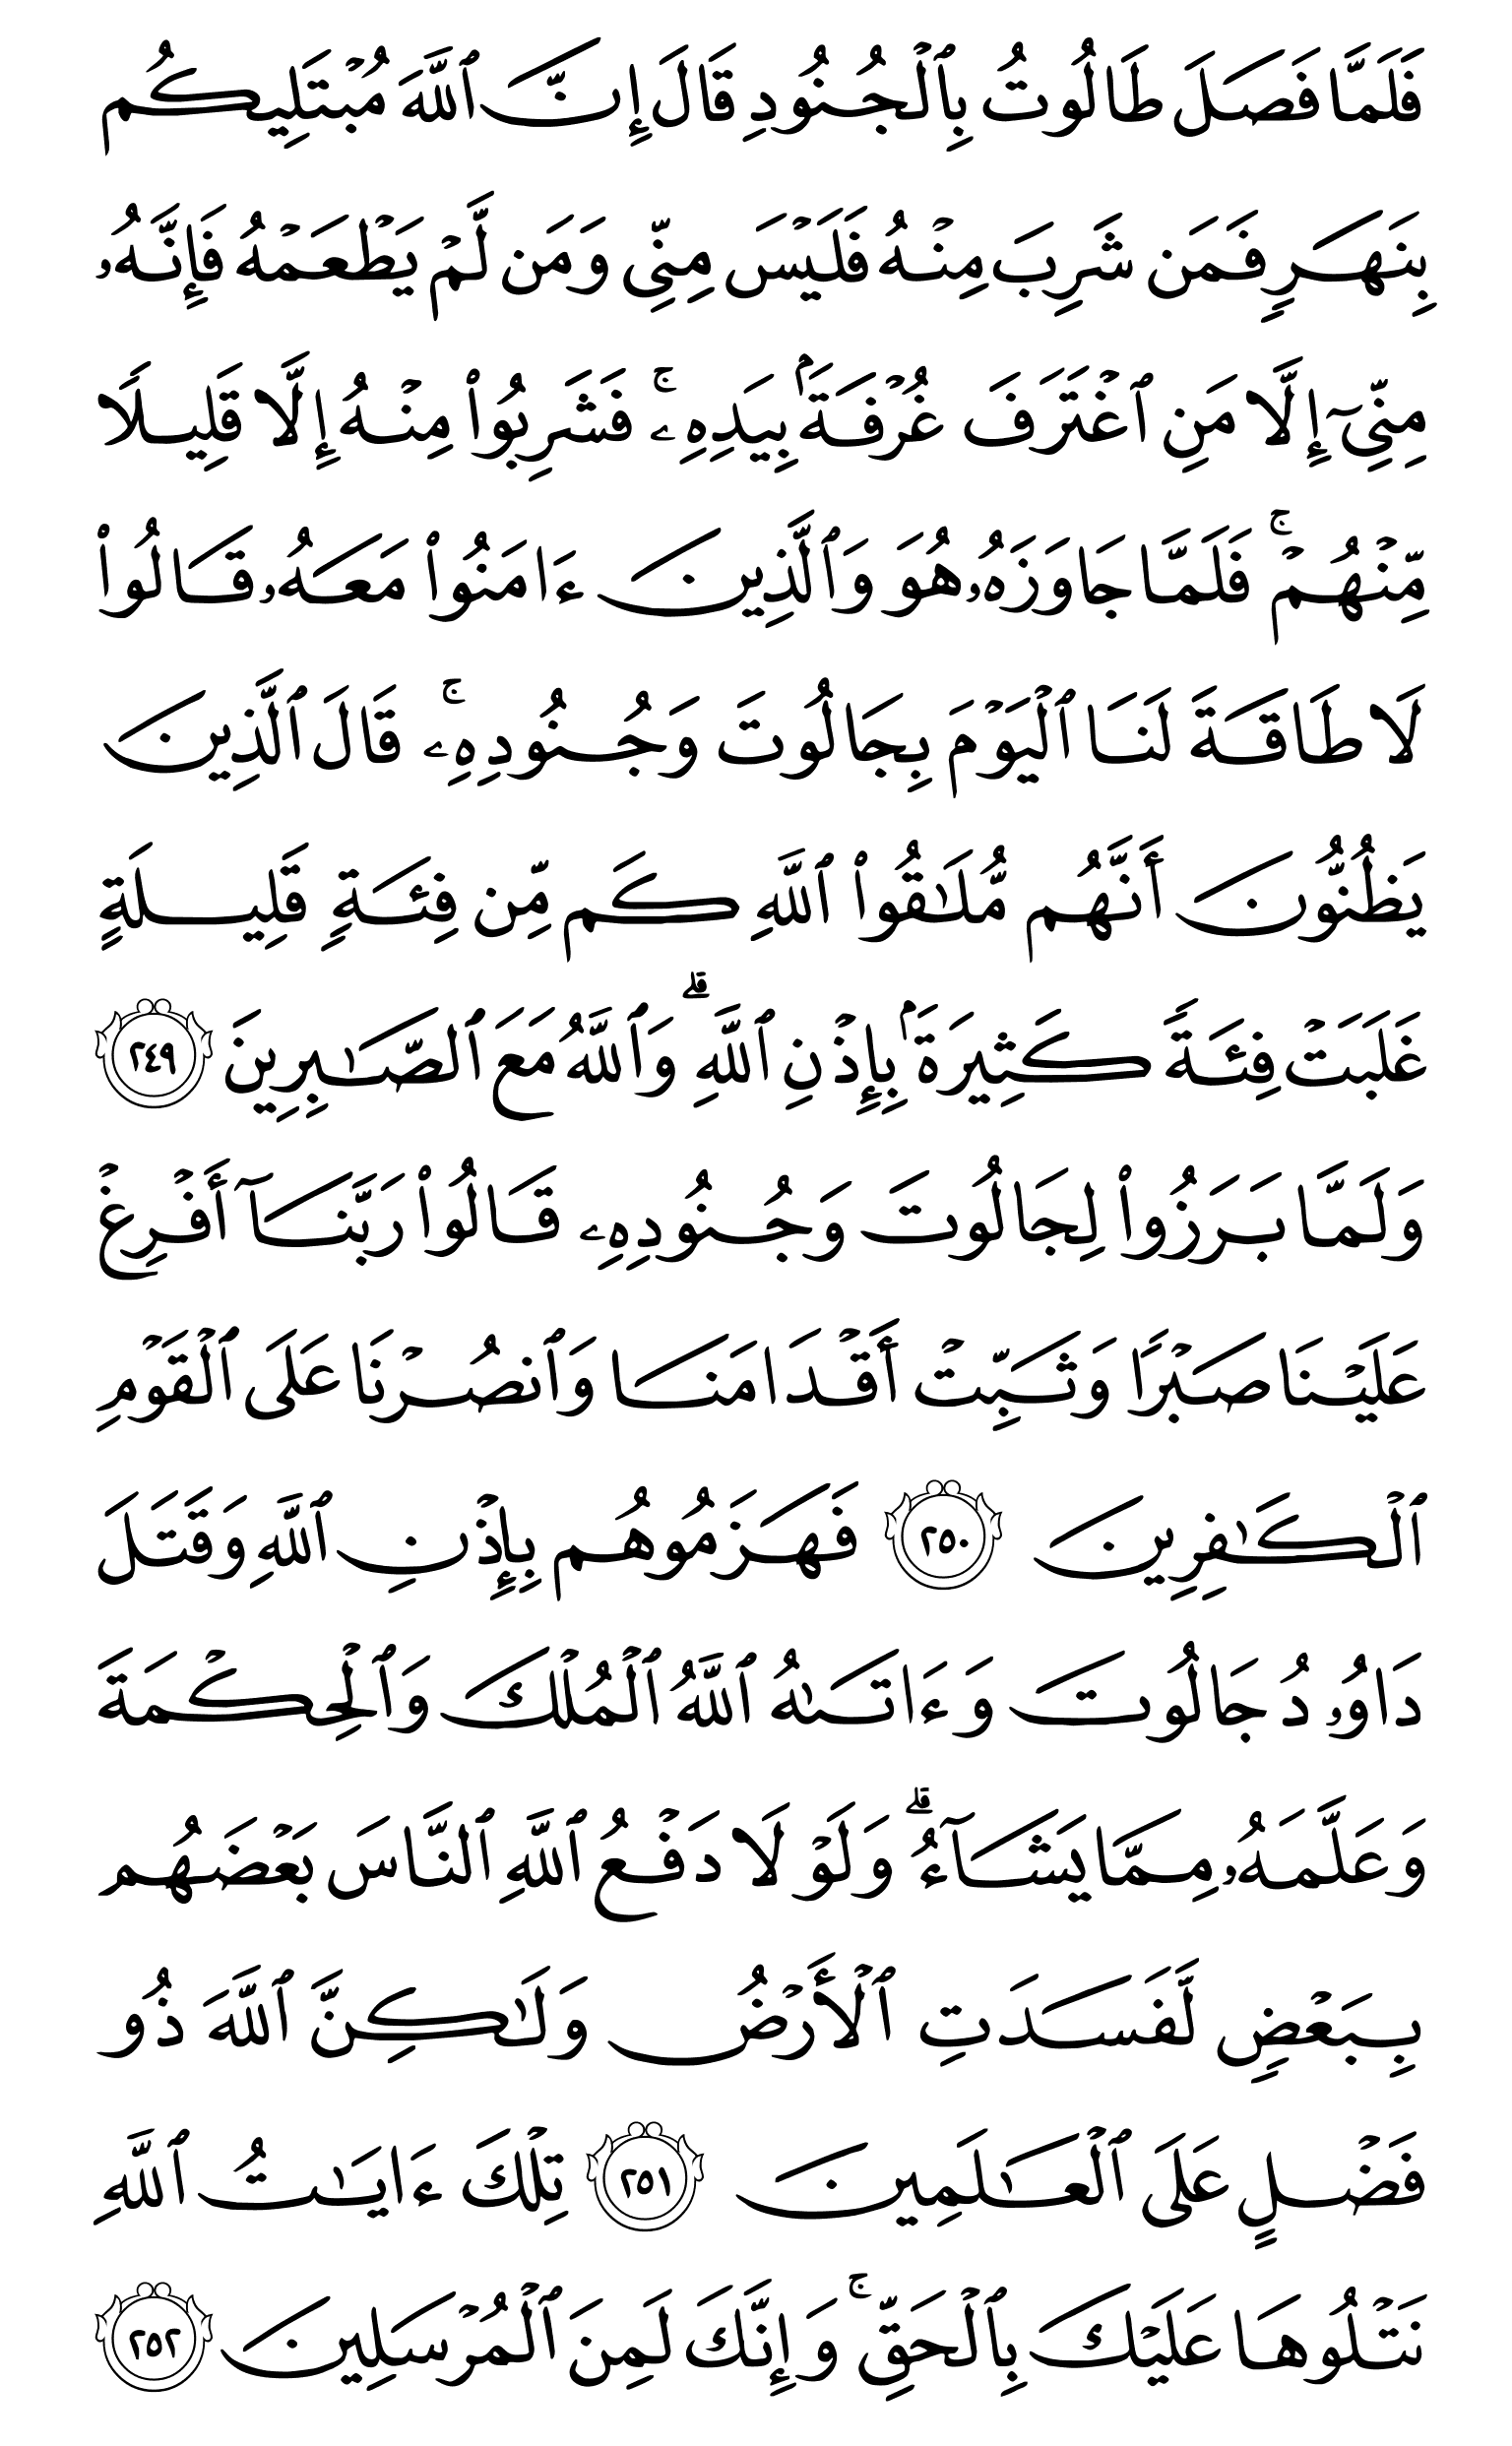 فَلَمَّا فَصَلَ طَالُوتُ بِٱلۡجُنُودِ قَالَ إِنَّ ٱللَّهَ مُبۡتَلِيكُم
بِنَهَرٍ فَمَن شَرِبَ مِنۡهُ فَلَيۡسَ مِنِّي وَمَن لَّمۡ يَطۡعَمۡهُ فَإِنَّهُۥ
مِنِّيٓ إِلَّا مَنِ ٱغۡتَرَفَ غُرۡفَةَۢ بِيَدِهِۦۚ فَشَرِبُواْ مِنۡهُ إِلَّا قَلِيلٗا
مِّنۡهُمۡۚ فَلَمَّا جَاوَزَهُۥ هُوَ وَٱلَّذِينَ ءَامَنُواْ مَعَهُۥ قَالُواْ
لَا طَاقَةَ لَنَا ٱلۡيَوۡمَ بِجَالُوتَ وَجُنُودِهِۦۚ قَالَ ٱلَّذِينَ
يَظُنُّونَ أَنَّهُم مُّلَٰقُواْ ٱللَّهِ كَم مِّن فِئَةٖ قَلِيلَةٍ
غَلَبَتۡ فِئَةٗ كَثِيرَةَۢ بِإِذۡنِ ٱللَّهِۗ وَٱللَّهُ مَعَ ٱلصَّٰبِرِينَ ٢٤٩
وَلَمَّا بَرَزُواْ لِجَالُوتَ وَجُنُودِهِۦ قَالُواْ رَبَّنَآ أَفۡرِغۡ
عَلَيۡنَا صَبۡرٗا وَثَبِّتۡ أَقۡدَامَنَا وَٱنصُرۡنَا عَلَى ٱلۡقَوۡمِ
ٱلۡكَٰفِرِينَ ٢٥٠ فَهَزَمُوهُم بِإِذۡنِ ٱللَّهِ وَقَتَلَ
دَاوُۥدُ جَالُوتَ وَءَاتَىٰهُ ٱللَّهُ ٱلۡمُلۡكَ وَٱلۡحِكۡمَةَ
وَعَلَّمَهُۥ مِمَّا يَشَآءُۗ وَلَوۡلَا دَفۡعُ ٱللَّهِ ٱلنَّاسَ بَعۡضَهُم
بِبَعۡضٖ لَّفَسَدَتِ ٱلۡأَرۡضُ وَلَٰكِنَّ ٱللَّهَ ذُو
فَضۡلٍ عَلَى ٱلۡعَٰلَمِينَ ٢٥١ تِلۡكَ ءَايَٰتُ ٱللَّهِ
نَتۡلُوهَا عَلَيۡكَ بِٱلۡحَقِّۚ وَإِنَّكَ لَمِنَ ٱلۡمُرۡسَلِينَ ٢٥٢